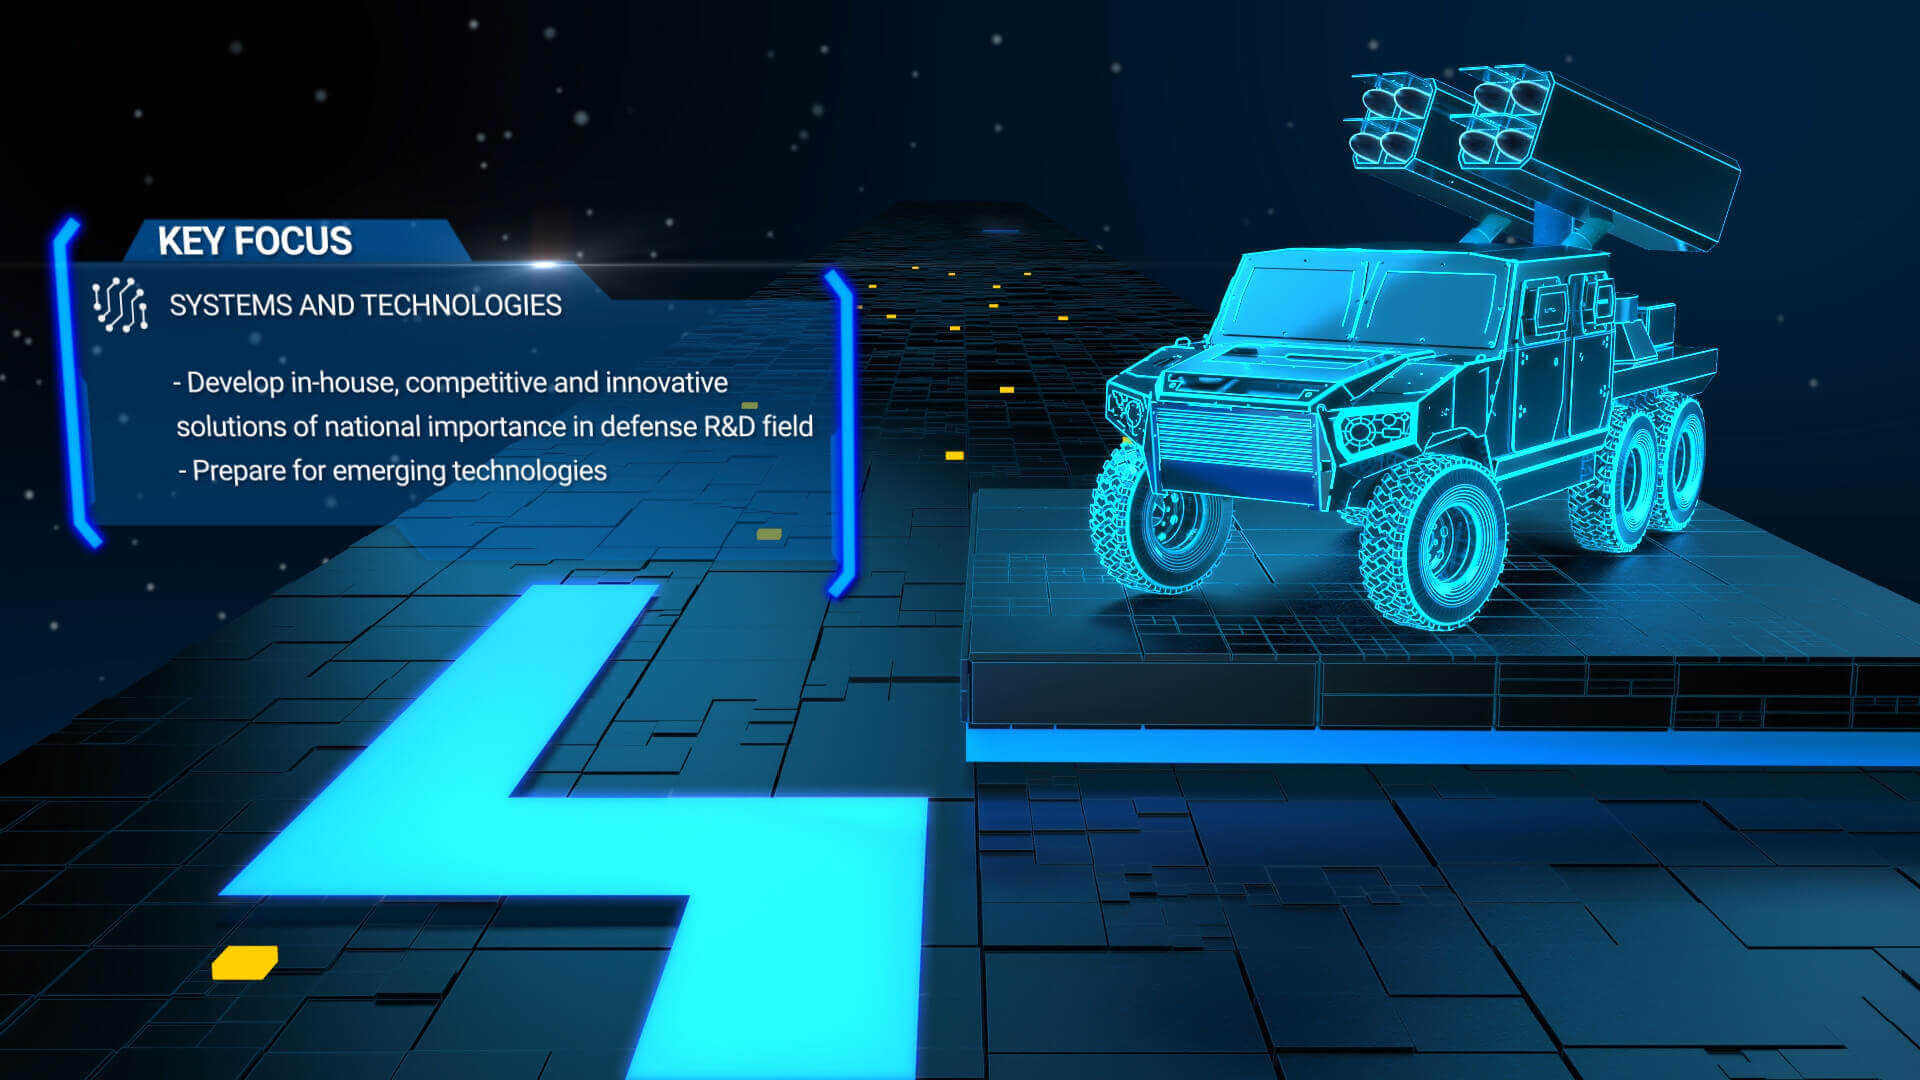 KEY FOCUS
SYSTEMS AND TECHNOLOGIES
- Develop in-house, competitive and innovative
solutions of national importance in defense R&D field
- Prepare for emerging technologies